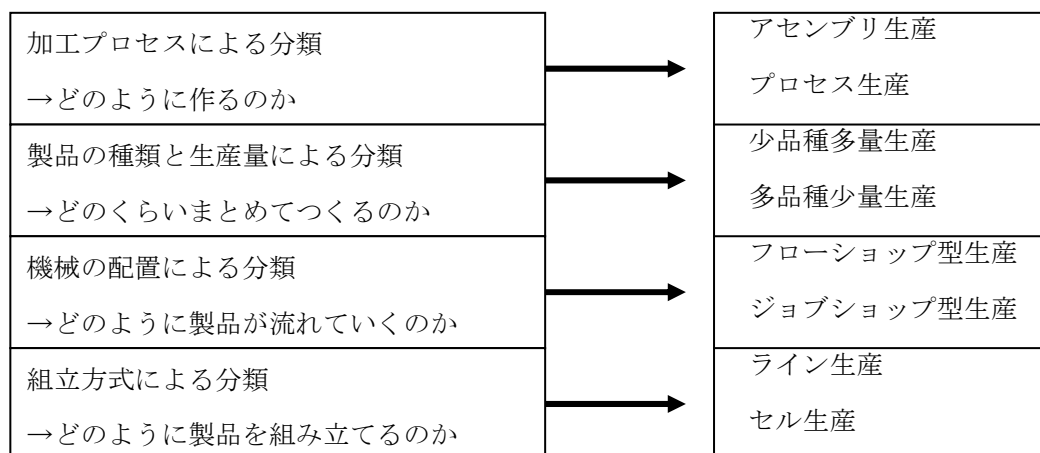 加工プロセスによる分類
→どのように作るのか
アセンブリ生産
プロセス生産
製品の種類と生産量による分類
→どのくらいまとめてつくるのか
少品種多量生産
多品種少量生産
機械の配置による分類
→どのように製品が流れていくのか
フローショップ型生産
ジョブショップ型生産
組立方式による分類
→どのように製品を組み立てるのか
ライン生産
セル生産